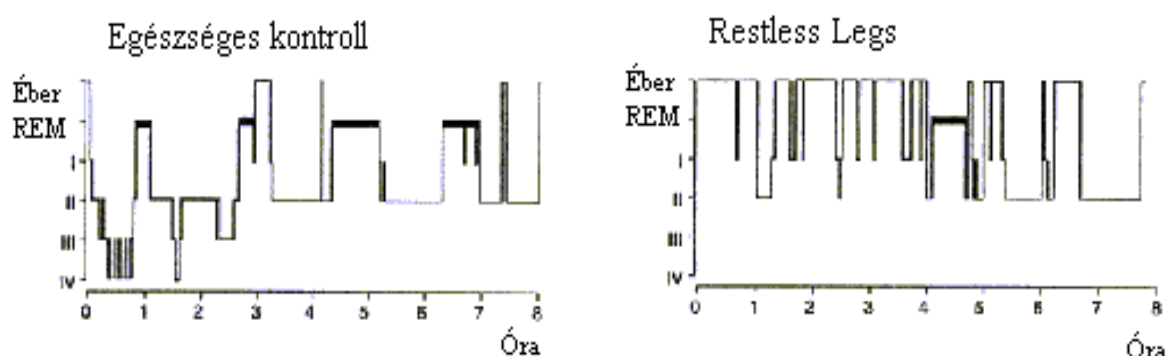 Egészséges kontroll
Éber
REM
I
II
III
IV
0 1 2 3 4 5 6 7 8
Óra
Restless Legs
Éber
REM
I
II
III
IV
0 1 2 3 4 5 6 7 8
Óra